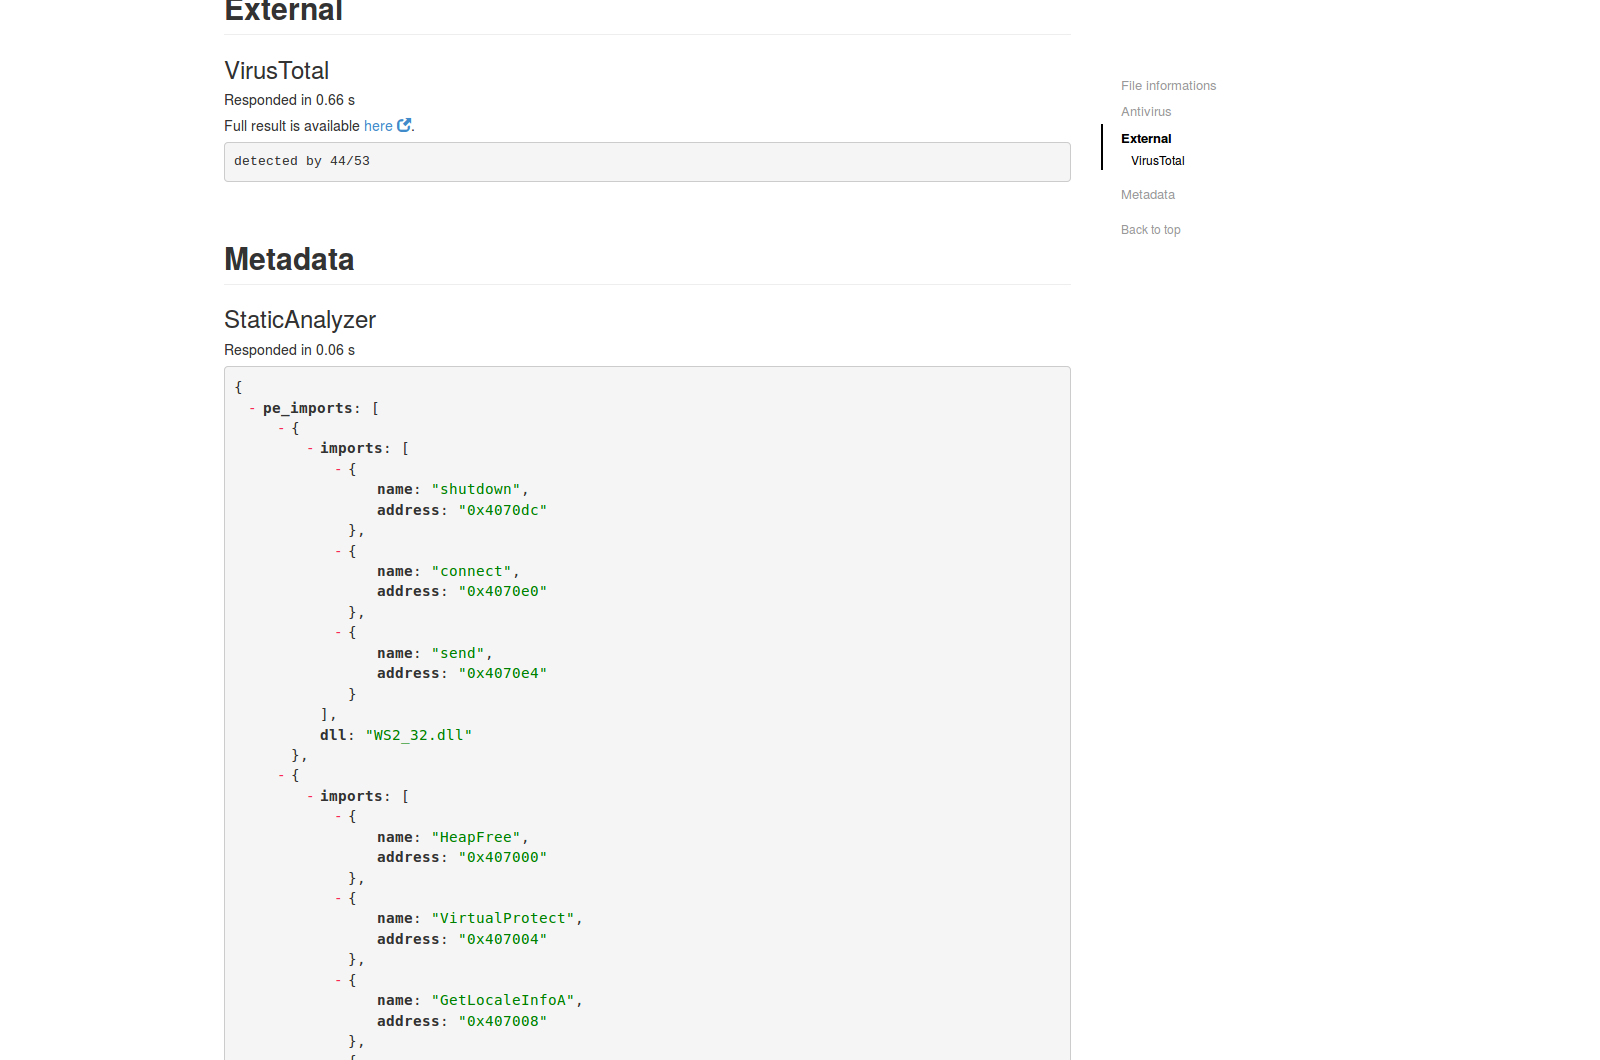 External
VirusTotal
Responded in 0.66 s
Full result is available here.
detected by 44/53
Metadata
StaticAnalyzer
Responded in 0.06 s
{
- pe_imports: [
- {
- imports: [
- {
name: "shutdown",
address: "0x4070dc"
},
- {
name: "connect",
address: "0x4070e0"
},
- {
name: "send",
address: "0x4070e4"
}
],
dll: "WS2_32.dll"
},
- {
- imports: [
- {
name: "HeapFree",
address: "0x407000"
},
- {
name: "VirtualProtect",
address: "0x407004"
},
- {
name: "GetLocaleInfoA",
address: "0x407008"
},
File informations
Antivirus
External
VirusTotal
Metadata
Back to top